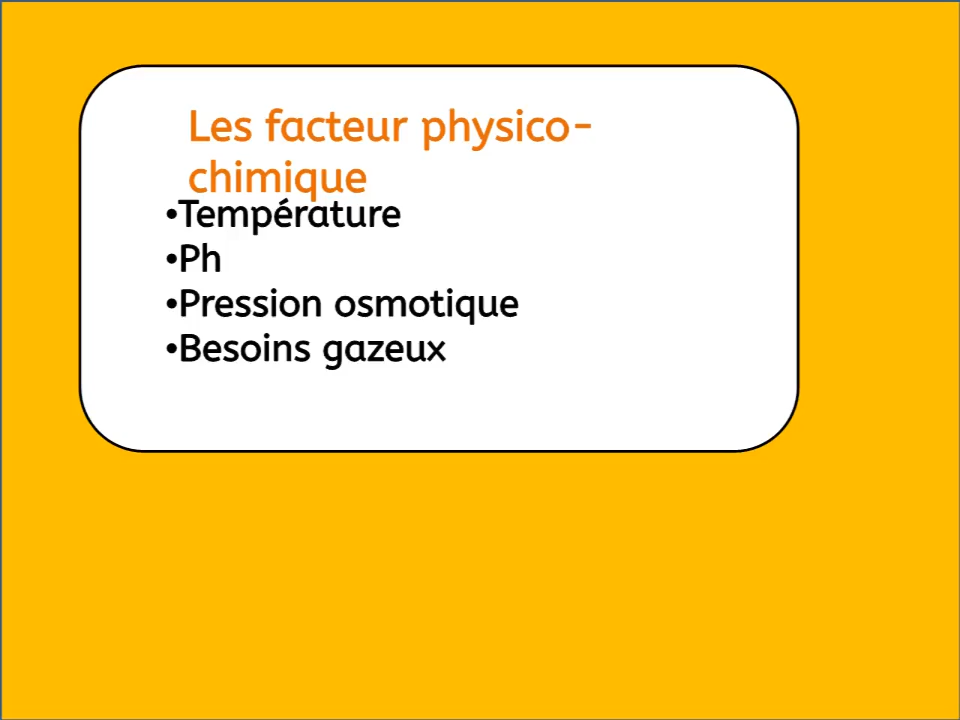 Les facteur physico-
chimique
•Température
•Ph
•Pression osmotique
•Besoins gazeux